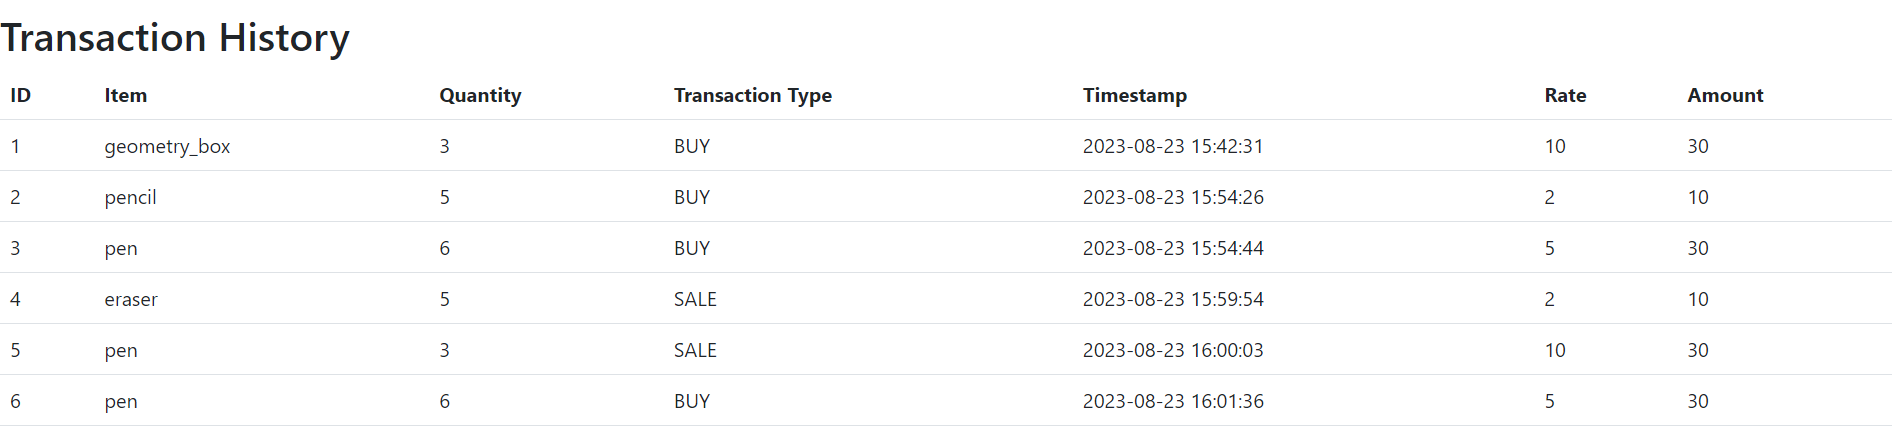 Transaction History
ID Item Quantity Transaction Type Timestamp Rate Amount
1 geometry_box 3 BUY 2023-08-23 15:42:31 10 30
2 pencil 5 BUY 2023-08-23 15:54:26 2 10
3 pen 6 BUY 2023-08-23 15:54:44 5 30
4 eraser 5 SALE 2023-08-23 15:59:54 2 10
5 pen 3 SALE 2023-08-23 16:00:03 10 30
6 pen 6 BUY 2023-08-23 16:01:36 5 30